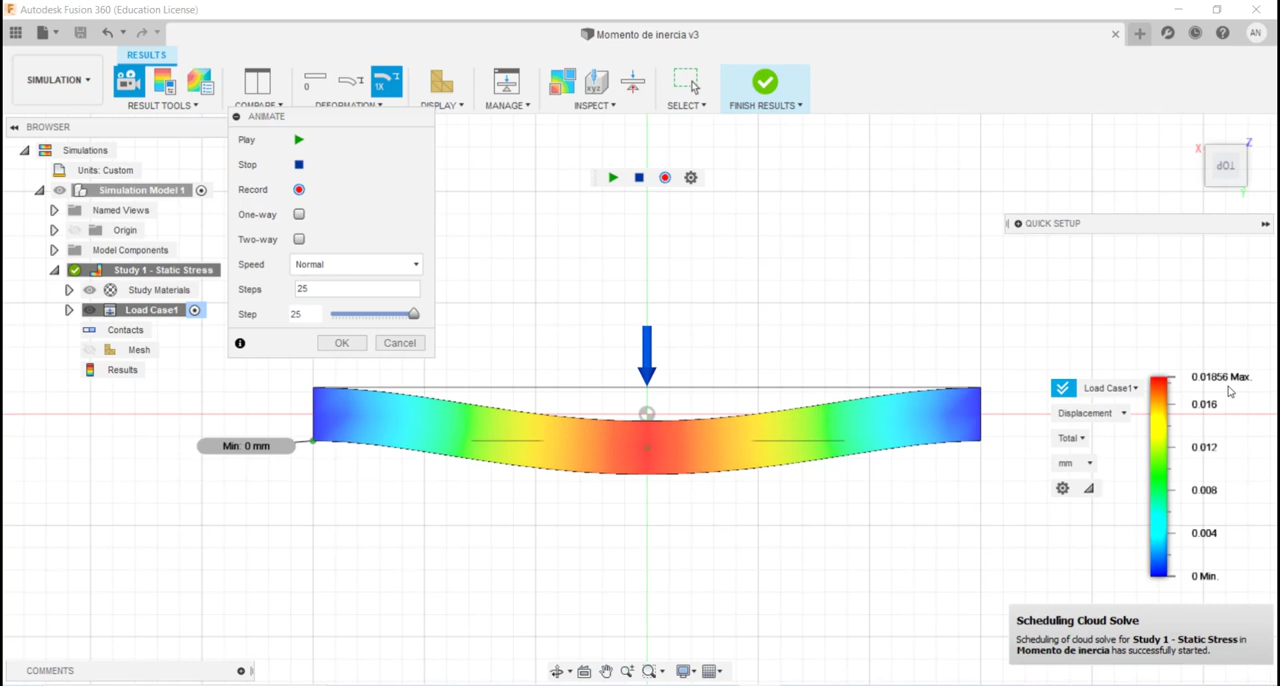 Autodesk Fusion 360 (Education License)
Momento de inercia v3
AN
RESULTS
SIMULATION
RESULT TOOLS
COMPARE
DEFORMATION
DISPLAY
MANAGE
INSPECT
SELECT
FINISH RESULTS
0
1X
xyz
BROWSER
Simulations
Units: Custom
Simulation Model 1
Named Views
Origin
Model Components
Study 1 - Static Stress
Study Materials
Load Case1
Contacts
Mesh
Results
ANIMATE
Play
Stop
Record
One-way
Two-way
Speed Normal
Steps 25
Step 25
OK Cancel
X Z
TOP
Y
QUICK SETUP
Min: 0 mm
Load Case1
Displacement
Total
mm
0.01856 Max.
0.016
0.012
0.008
0.004
0 Min.
Scheduling Cloud Solve
Scheduling of cloud solve for Study 1 - Static Stress in
Momento de inercia has successfully started.
COMMENTS